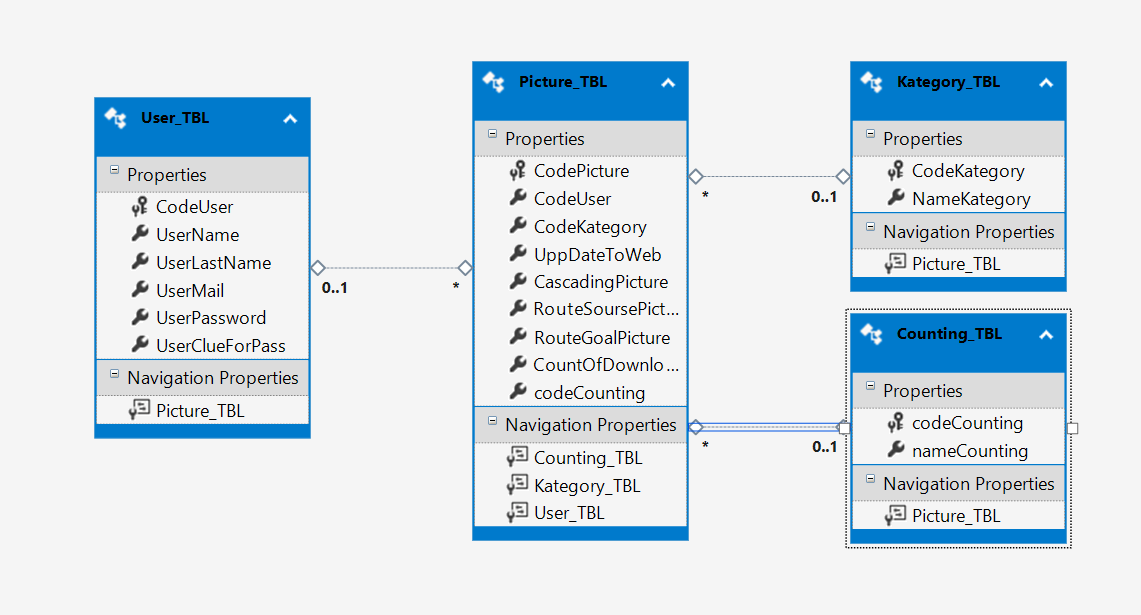 User_TBL
Properties
CodeUser
UserName
UserLastName
UserMail
UserPassword
UserClueForPass
Navigation Properties
Picture_TBL
0..1
*
Picture_TBL
Properties
CodePicture
CodeUser
CodeKategory
UppDateToWeb
CascadingPicture
RouteSoursePict...
RouteGoalPicture
CountOfDownlo...
codeCounting
Navigation Properties
Counting_TBL
Kategory_TBL
User_TBL
*
0..1
*
0..1
Kategory_TBL
Properties
CodeKategory
NameKategory
Navigation Properties
Picture_TBL
Counting_TBL
Properties
codeCounting
nameCounting
Navigation Properties
Picture_TBL